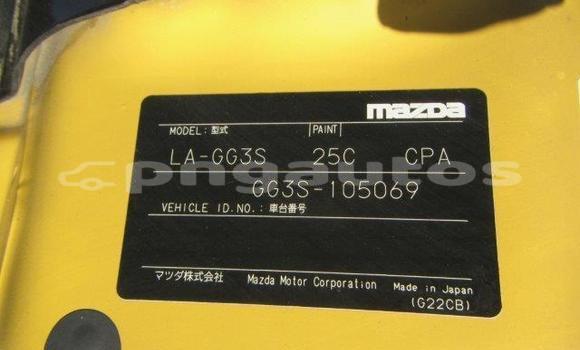 mazda
MODEL: 型式 PAINT
LA-GG3S 25C CPA
GG3S-105069
VEHICLE ID.NO.: 車台番号
マツダ株式会社 Mazda Motor Corporation Made in Japan
(G22CB)
pngautos